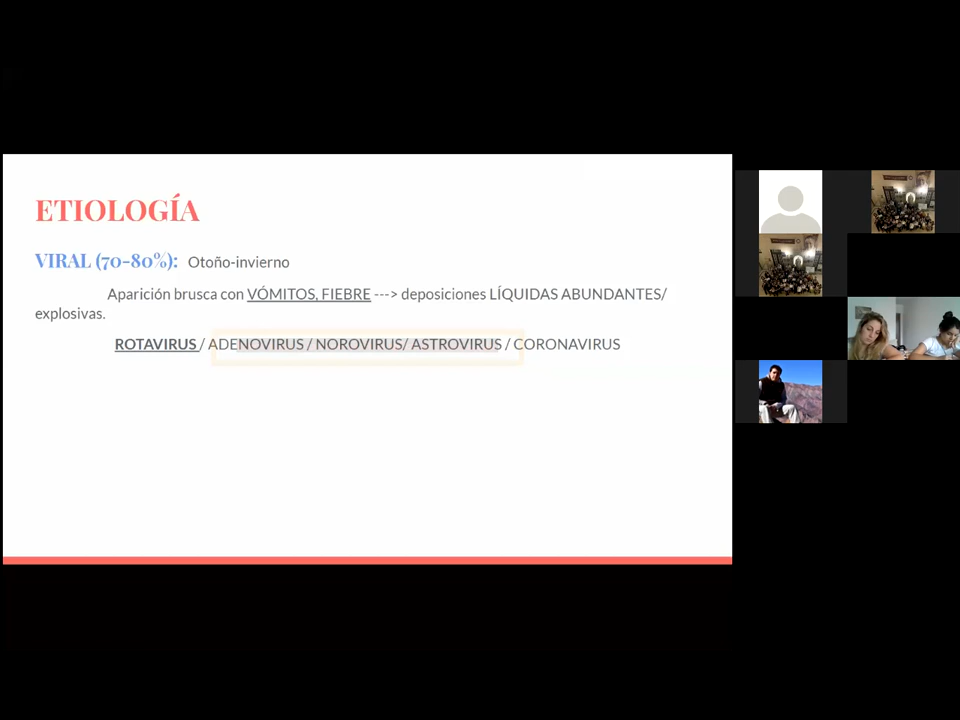 ETIOLOGÍA
VIRAL (70-80%): Otoño-invierno
Aparición brusca con VÓMITOS, FIEBRE ---> deposiciones LÍQUIDAS ABUNDANTES/
explosivas.
ROTAVIRUS / ADENOVIRUS / NOROVIRUS/ ASTROVIRUS / CORONAVIRUS